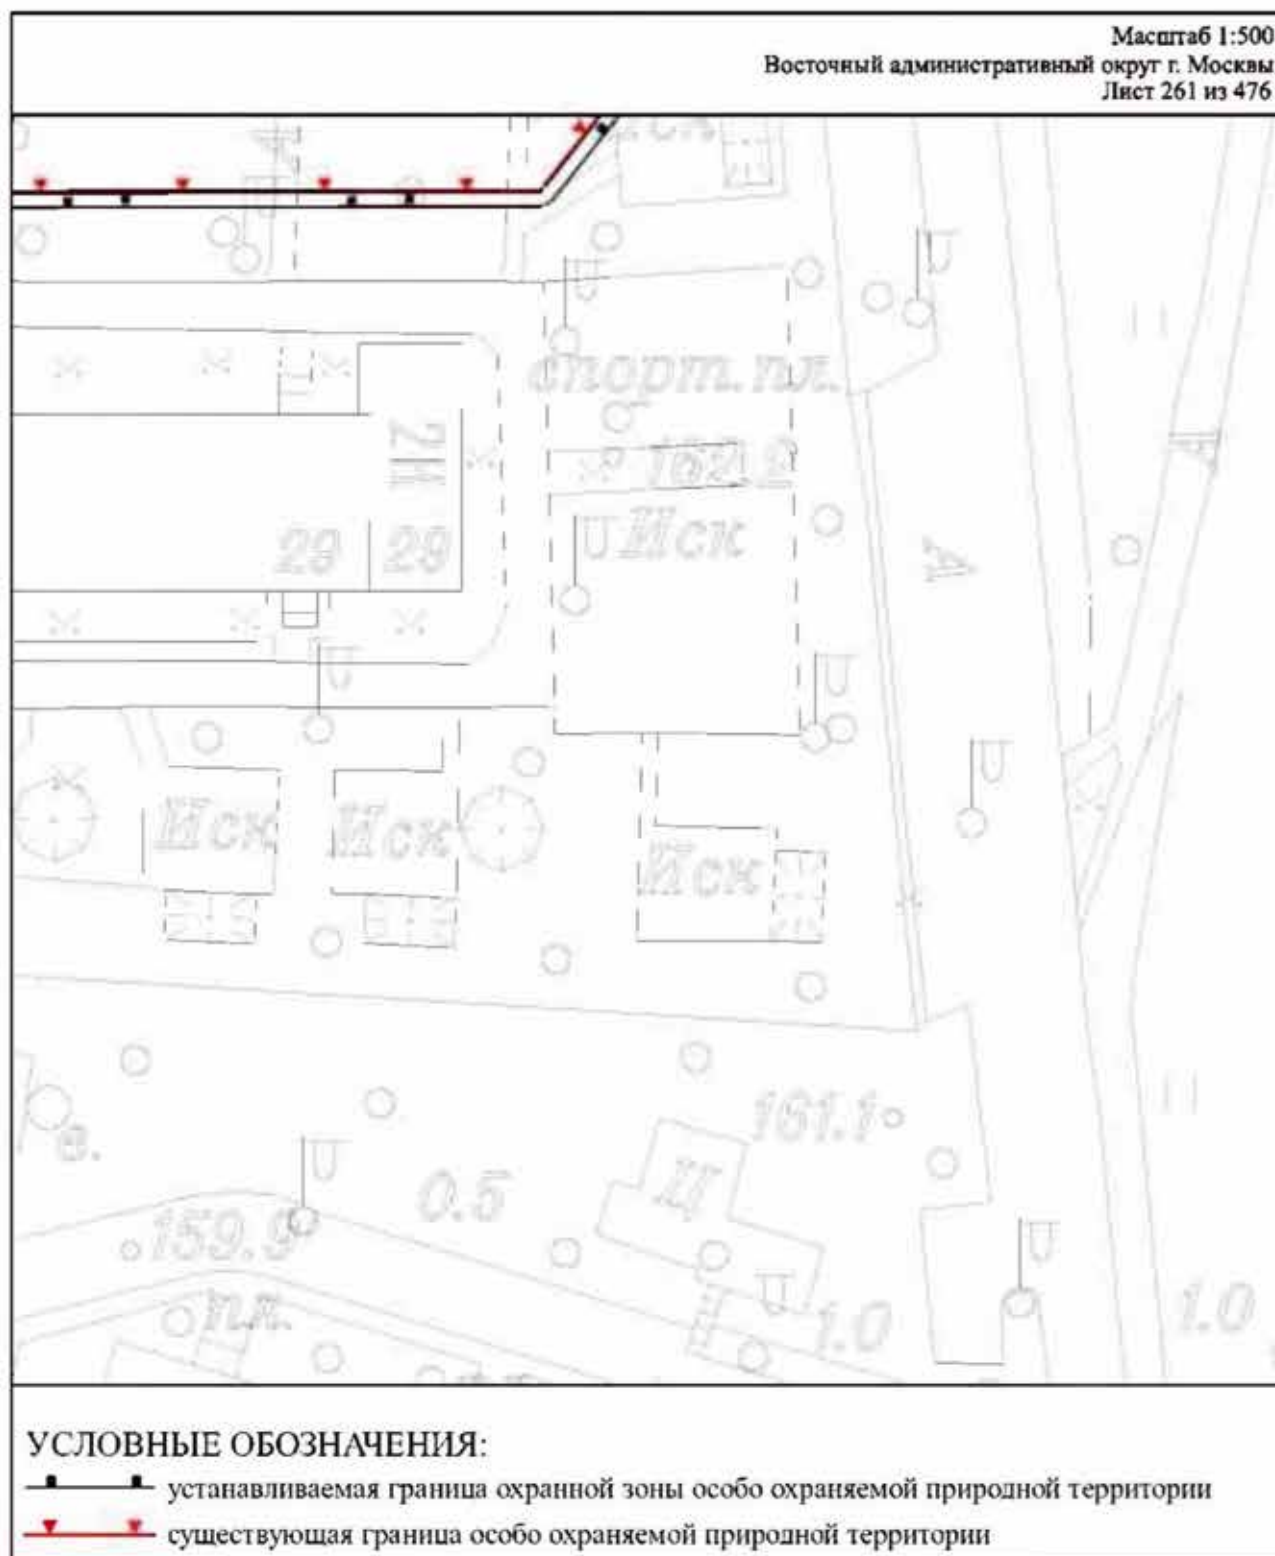 Масштаб 1:500
Восточный административный округ г. Москвы
Лист 261 из 476
А
спорт. пл.
К
2Н
162.2
29
29
Иск
А
Иск
Иск
Иск
161.1
в.
0.5
Ц
159.9
пл.
1.0
1.0
УСЛОВНЫЕ ОБОЗНАЧЕНИЯ:
устанавливаемая граница охранной зоны особо охраняемой природной территории
существующая граница особо охраняемой природной территории